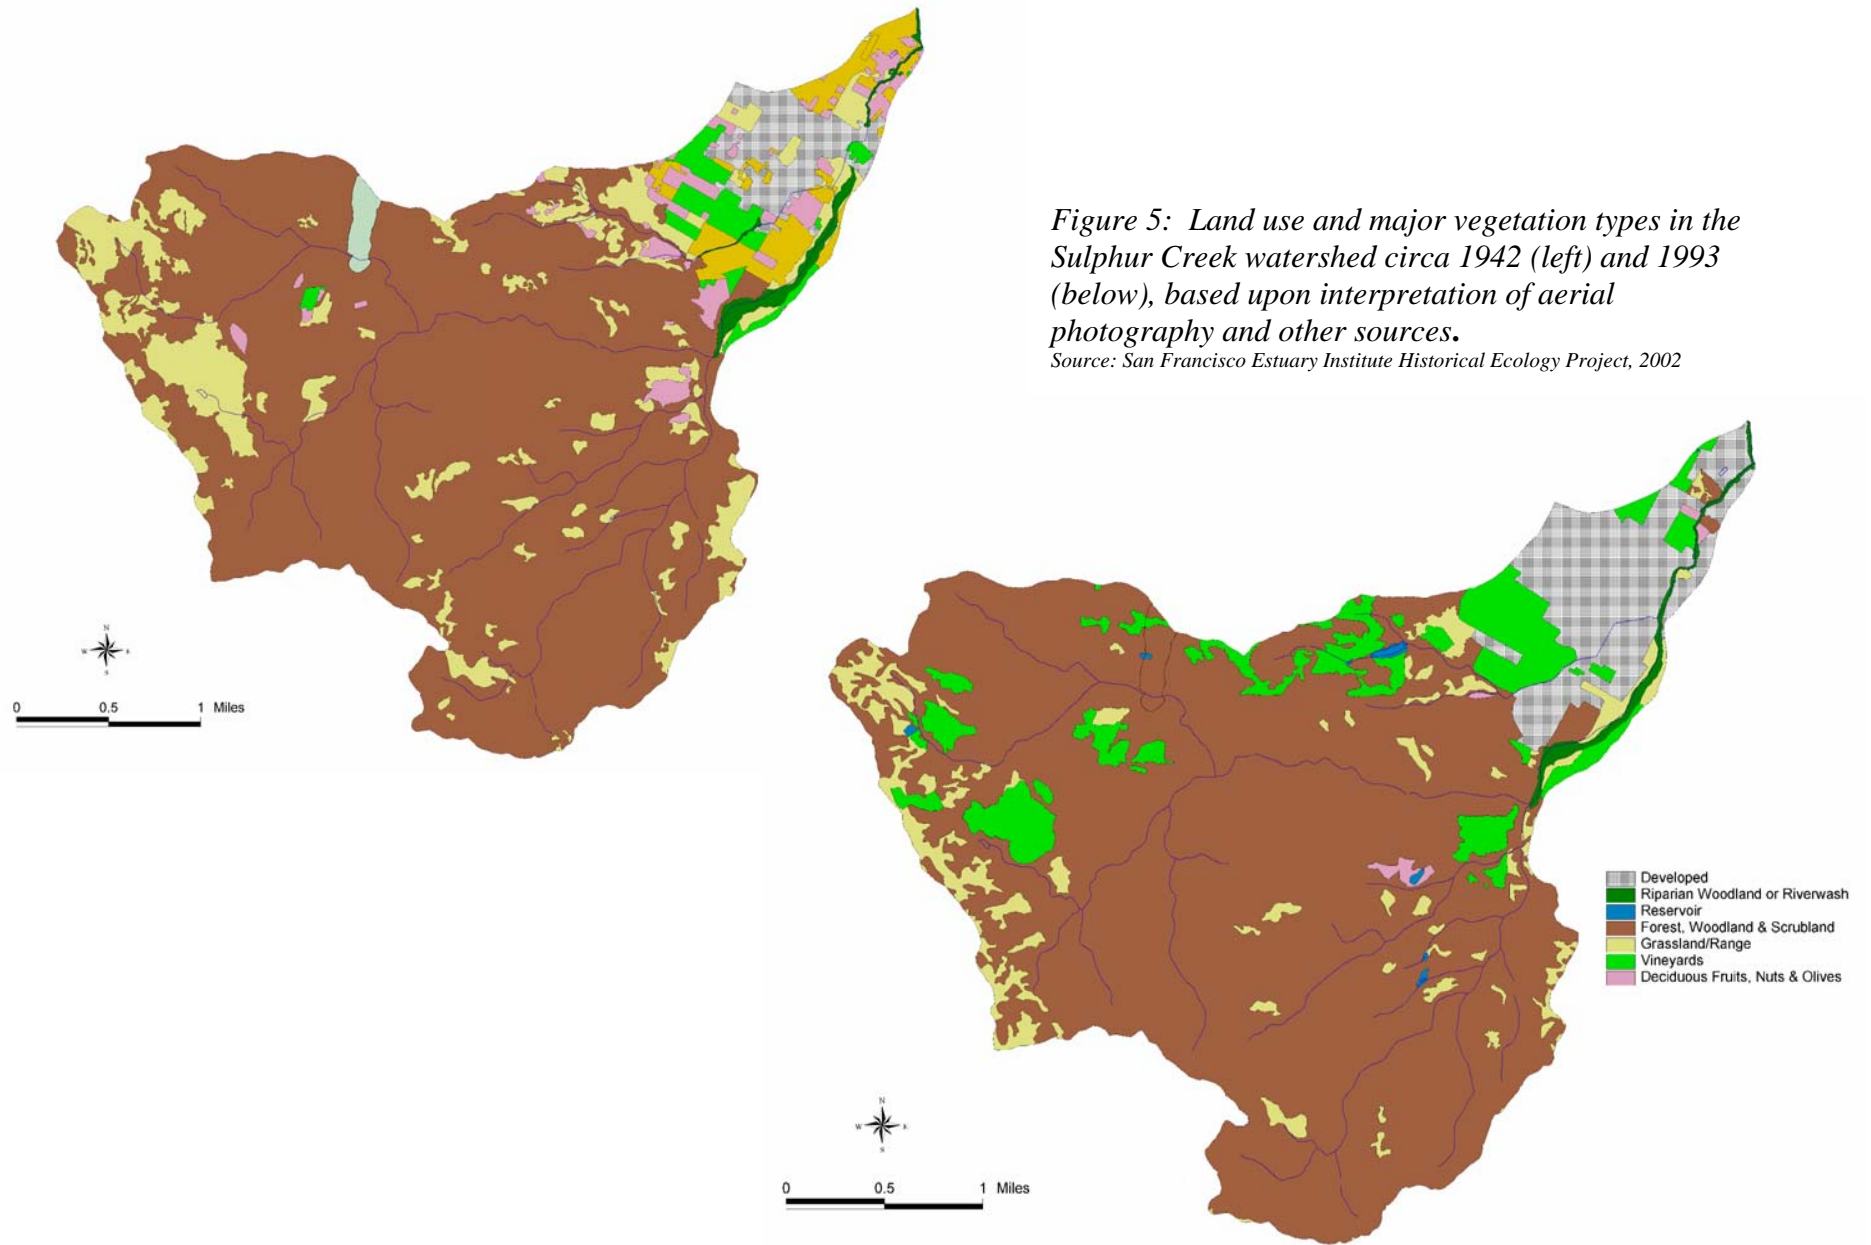 Figure 5: Land use and major vegetation types in the
Sulphur Creek watershed circa 1942 (left) and 1993
(below), based upon interpretation of aerial
photography and other sources.
Source: San Francisco Estuary Institute Historical Ecology Project, 2002
N
W E
S
0 0.5 1 Miles
Developed
Riparian Woodland or Riverwash
Reservoir
Forest, Woodland & Scrubland
Grassland/Range
Vineyards
Deciduous Fruits, Nuts & Olives
N
W E
S
0 0.5 1 Miles